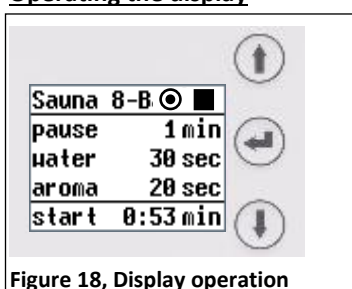 Operating the display
Sauna 8-B
pause 1 min
water 30 sec
aroma 20 sec
start 0:53 min
Figure 18, Display operation